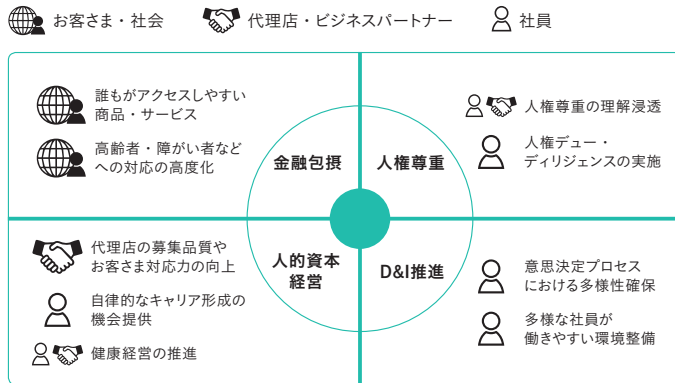 お客さま・社会
代理店・ビジネスパートナー
社員
誰もがアクセスしやすい
商品・サービス
高齢者・障がい者など
への対応の高度化
金融包摂
人権尊重
人権尊重の理解浸透
人権デュー・
ディリジェンスの実施
代理店の募集品質や
お客さま対応力の向上
自律的なキャリア形成の
機会提供
健康経営の推進
人的資本
経営
D&I推進
意思決定プロセス
における多様性確保
多様な社員が
働きやすい環境整備